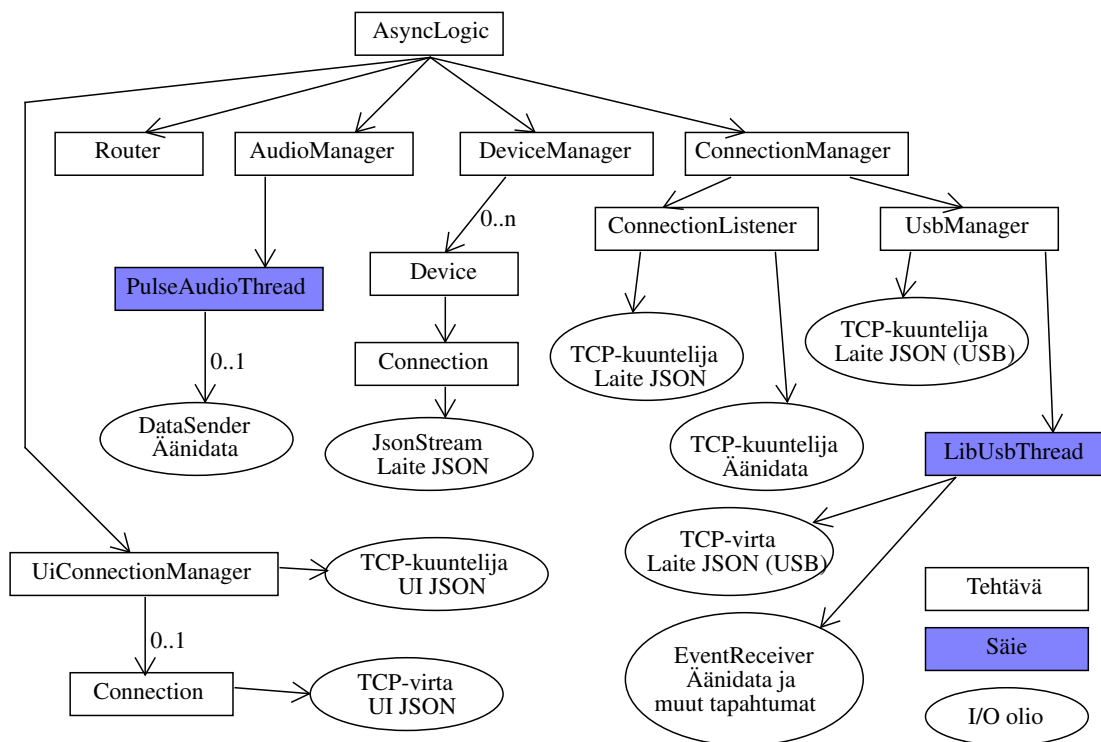 AsyncLogic
Router
AudioManager
DeviceManager
ConnectionManager
0..n
ConnectionListener
UsbManager
Device
PulseAudioThread
TCP-kuuntelija
Laite JSON
TCP-kuuntelija
Laite JSON (USB)
0..1
Connection
DataSender
Äänidata
JsonStream
Laite JSON
TCP-kuuntelija
Äänidata
LibUsbThread
TCP-virta
Laite JSON (USB)
UiConnectionManager
TCP-kuuntelija
UI JSON
Tehtävä
0..1
Säie
EventReceiver
Äänidata ja
muut tapahtumat
Connection
TCP-virta
UI JSON
I/O olio